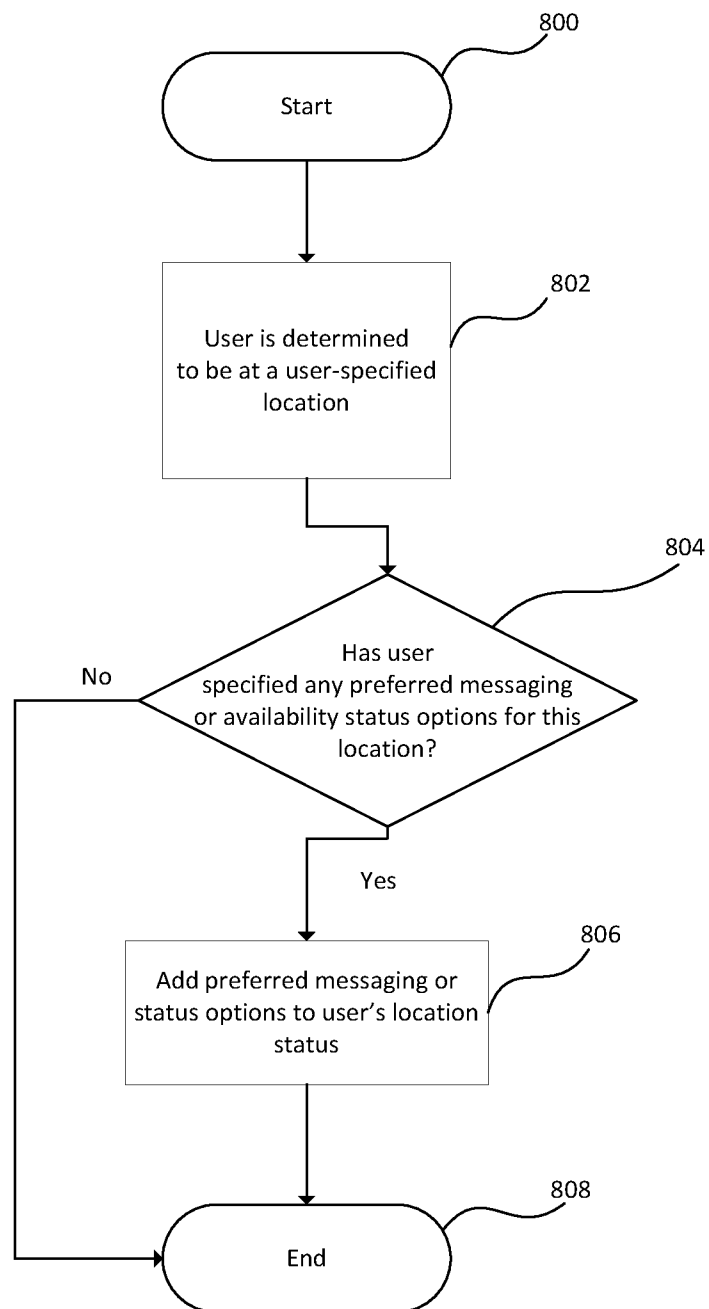 800
Start
802
User is determined
to be at a user-specified
location
804
Has user
specified any preferred messaging
or availability status options for this
location?
No
Yes
806
Add preferred messaging or
status options to user’s location
status
808
End